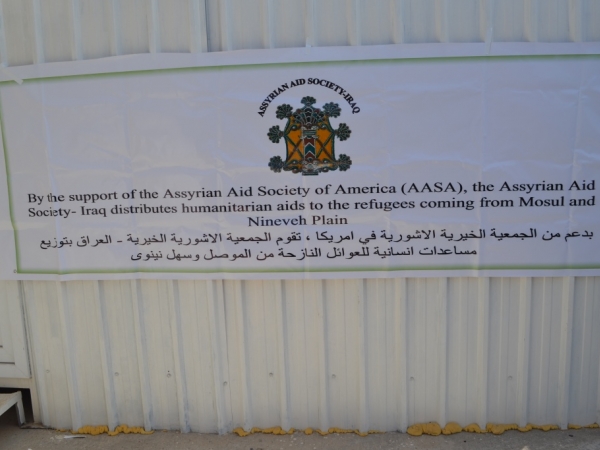 ASSYRIAN AID SOCIETY-IRAQ
By the support of the Assyrian Aid Society of America (AASA), the Assyrian Aid
Society- Iraq distributes humanitarian aids to the refugees coming from Mosul and
Nineveh Plain
بدعم من الجمعية الخيرية الاشورية في امريكا ، تقوم الجمعية الاشورية الخيرية - العراق بتوزيع
مساعدات انسانية للعوائل النازحة من الموصل وسهل نينوى